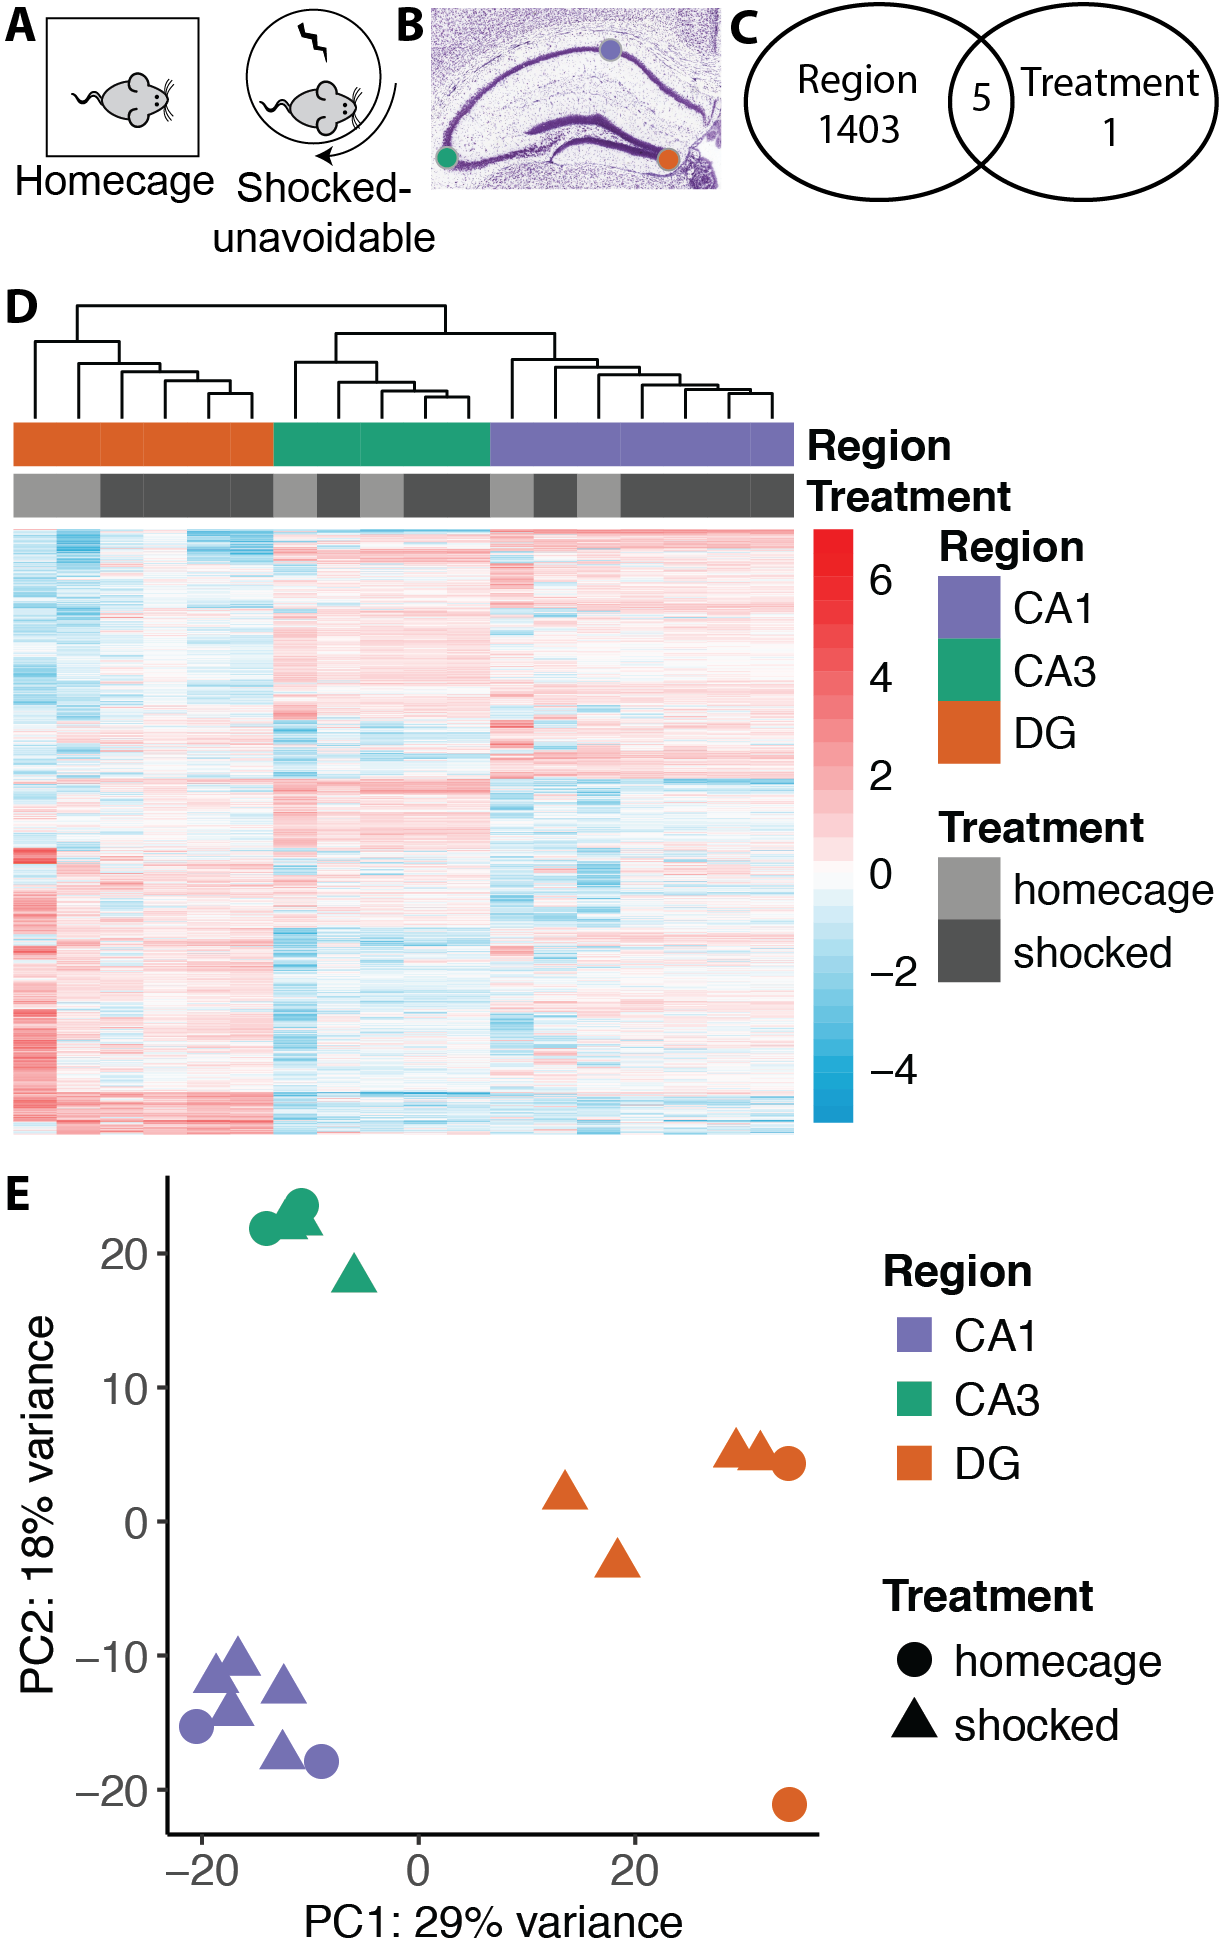 A
Homecage
Shocked-
unavoidable
B
C
Region
1403
5
Treatment
1
D
Region
Treatment
6
4
2
0
−2
−4
Region
CA1
CA3
DG
Treatment
homecage
shocked
E
PC2: 18% variance
20
10
0
−10
−20
−20
0
20
PC1: 29% variance
Region
CA1
CA3
DG
Treatment
homecage
shocked